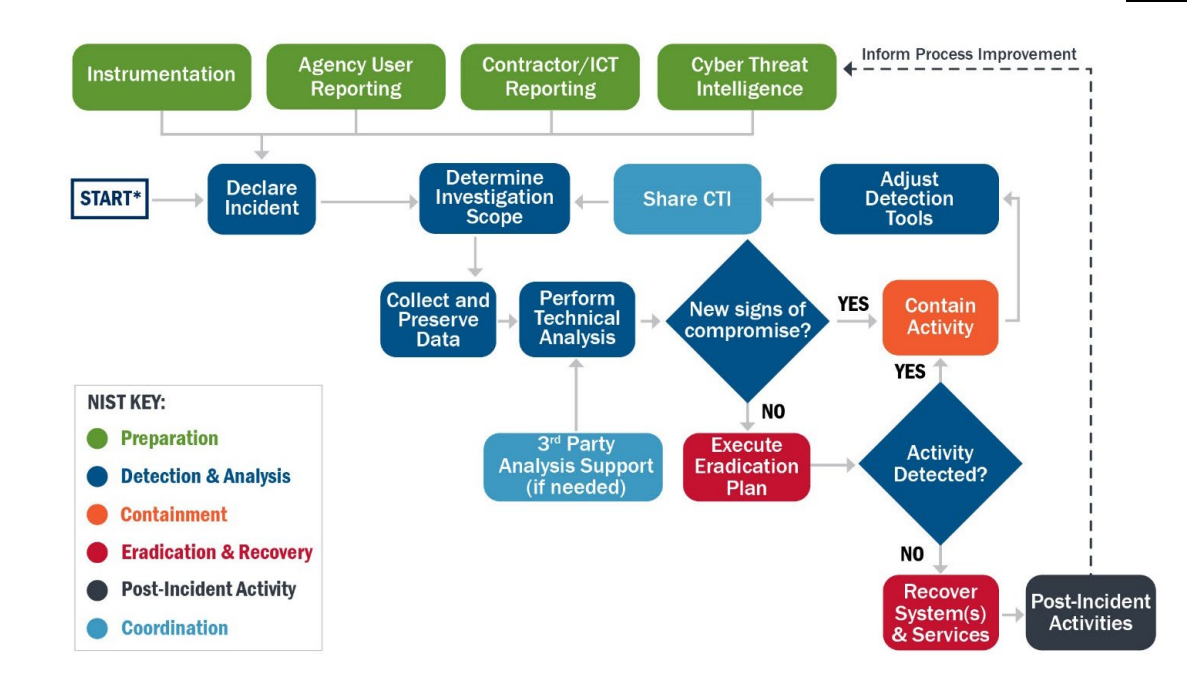 Inform Process Improvement
Instrumentation
Agency User
Reporting
Contractor/ICT
Reporting
Cyber Threat
Intelligence
START*
Declare
Incident
Determine
Investigation
Scope
Share CTI
Adjust
Detection
Tools
Collect and
Preserve
Data
Perform
Technical
Analysis
New signs of
compromise?
YES
Contain
Activity
YES
NO
3rd Party
Analysis Support
(if needed)
Execute
Eradication
Plan
Activity
Detected?
NO
Recover
System(s)
& Services
Post-Incident
Activities
NIST KEY:
Preparation
Detection & Analysis
Containment
Eradication & Recovery
Post-Incident Activity
Coordination